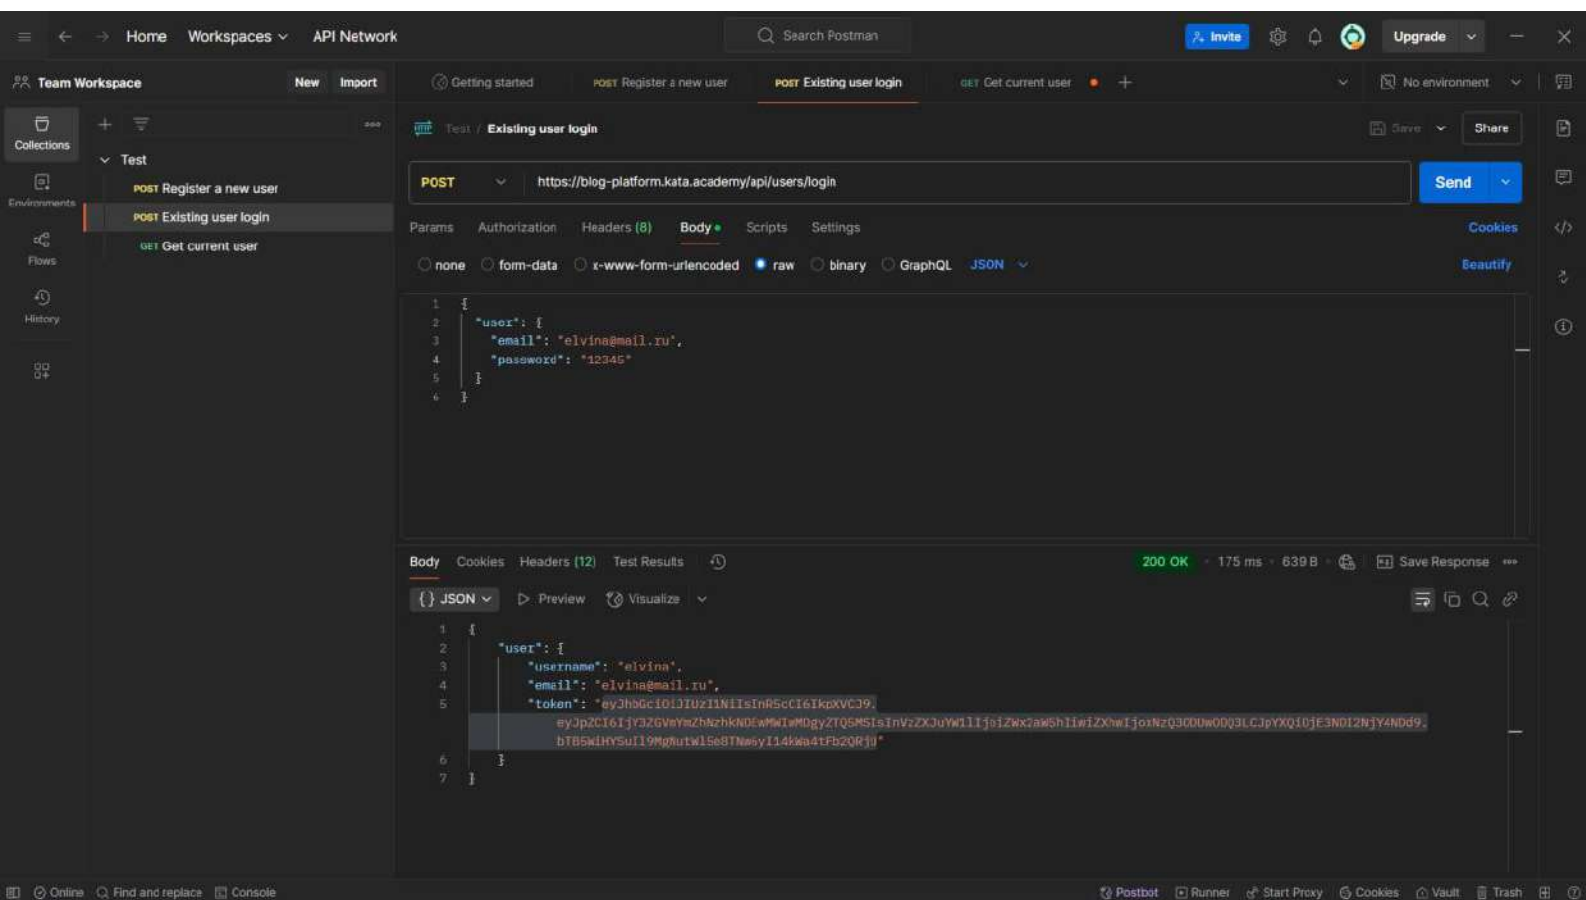 Home Workspaces API Network Search Postman Invite Upgrade
Team Workspace New Import Getting started POST Register a new user POST Existing user login GET Get current user No environment
Collections
Environments
Flows
History
Test
POST Register a new user
POST Existing user login
GET Get current user
HTTP Test / Existing user login Save Share
POST https://blog-platform.kata.academy/api/users/login Send
Params Authorization Headers (8) Body Scripts Settings Cookies
none form-data x-www-form-urlencoded raw binary GraphQL JSON Beautify
1 {
2 "user": {
3 "email": "elvina@mail.ru",
4 "password": "12345"
5 }
6 }
Body Cookies Headers (12) Test Results 200 OK 175 ms 639 B Save Response
{ } JSON Preview Visualize
1 {
2 "user": {
3 "username": "elvina",
4 "email": "elvina@mail.ru",
5 "token":
6 }
7 }
Online Find and replace Console Postbot Runner Start Proxy Cookies Vault Trash